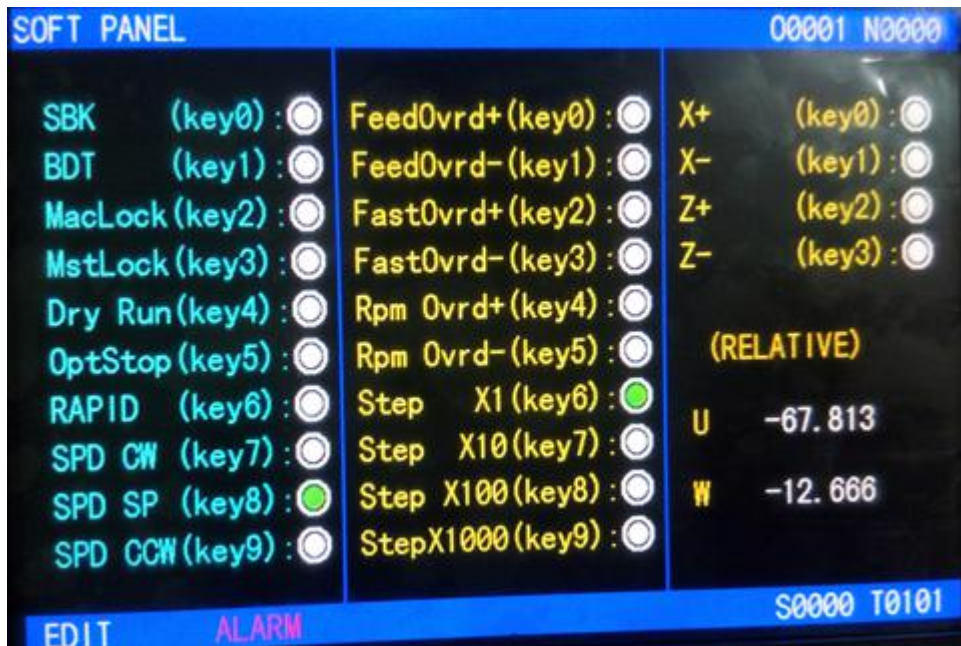 SOFT PANEL O0001 N0000
SBK (key0):
BDT (key1):
MacLock(key2):
MstLock(key3):
Dry Run(key4):
OptStop(key5):
RAPID (key6):
SPD CW (key7):
SPD SP (key8):
SPD CCW(key9):
FeedOvrd+(key0):
FeedOvrd-(key1):
FastOvrd+(key2):
FastOvrd-(key3):
Rpm Ovrd+(key4):
Rpm Ovrd-(key5):
Step X1(key6):
Step X10(key7):
Step X100(key8):
StepX1000(key9):
X+ (key0):
X- (key1):
Z+ (key2):
Z- (key3):
(RELATIVE)
U -67.813
W -12.666
S0000 T0101
EDIT ALARM